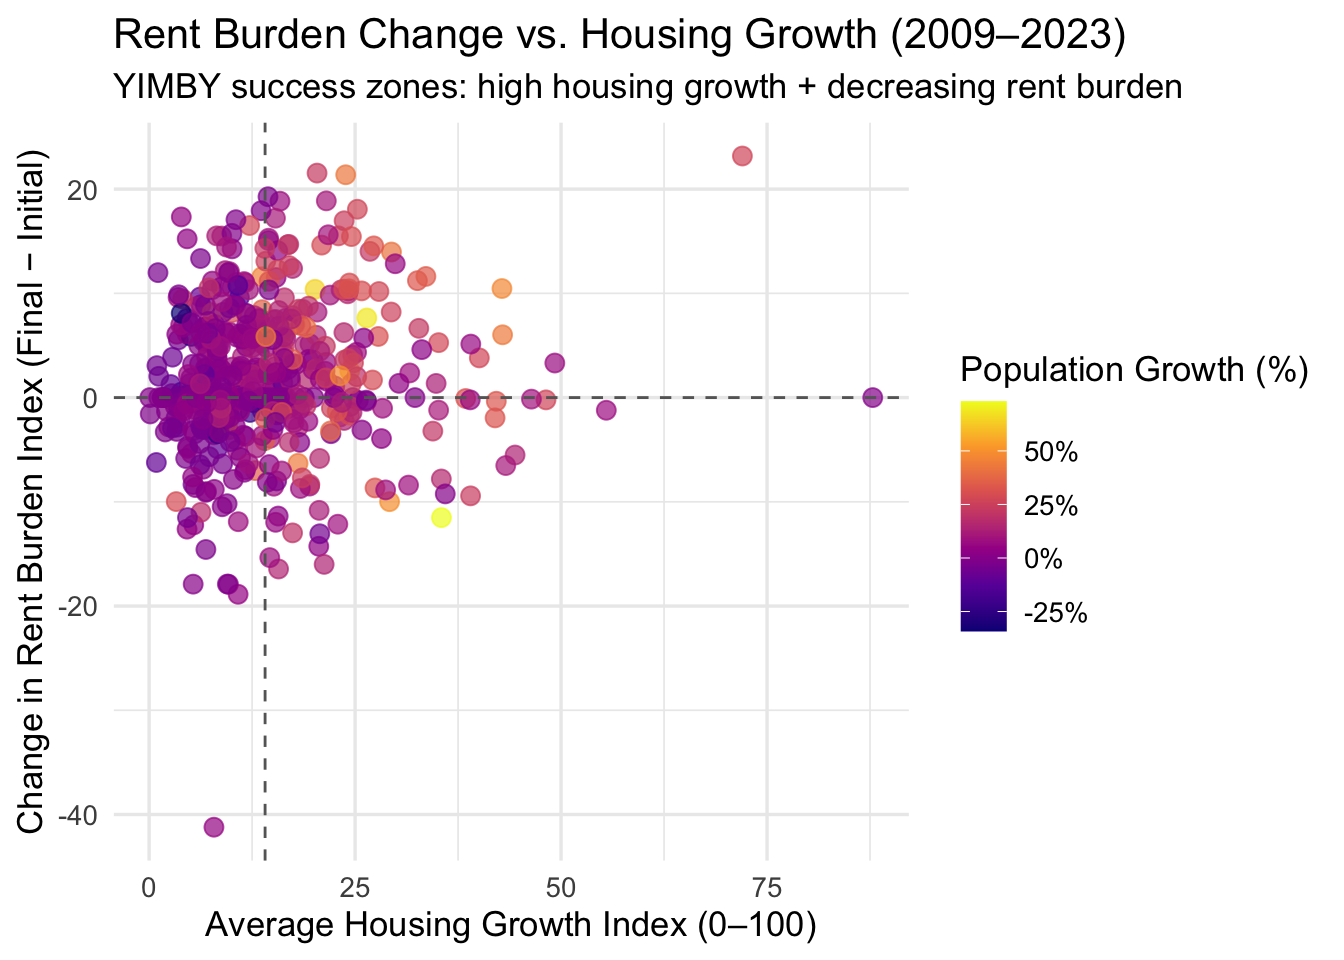 Rent Burden Change vs. Housing Growth (2009–2023)
YIMBY success zones: high housing growth + decreasing rent burden
Change in Rent Burden Index (Final − Initial)
20
0
-20
-40
0
25
50
75
Average Housing Growth Index (0–100)
Population Growth (%)
50%
25%
0%
-25%